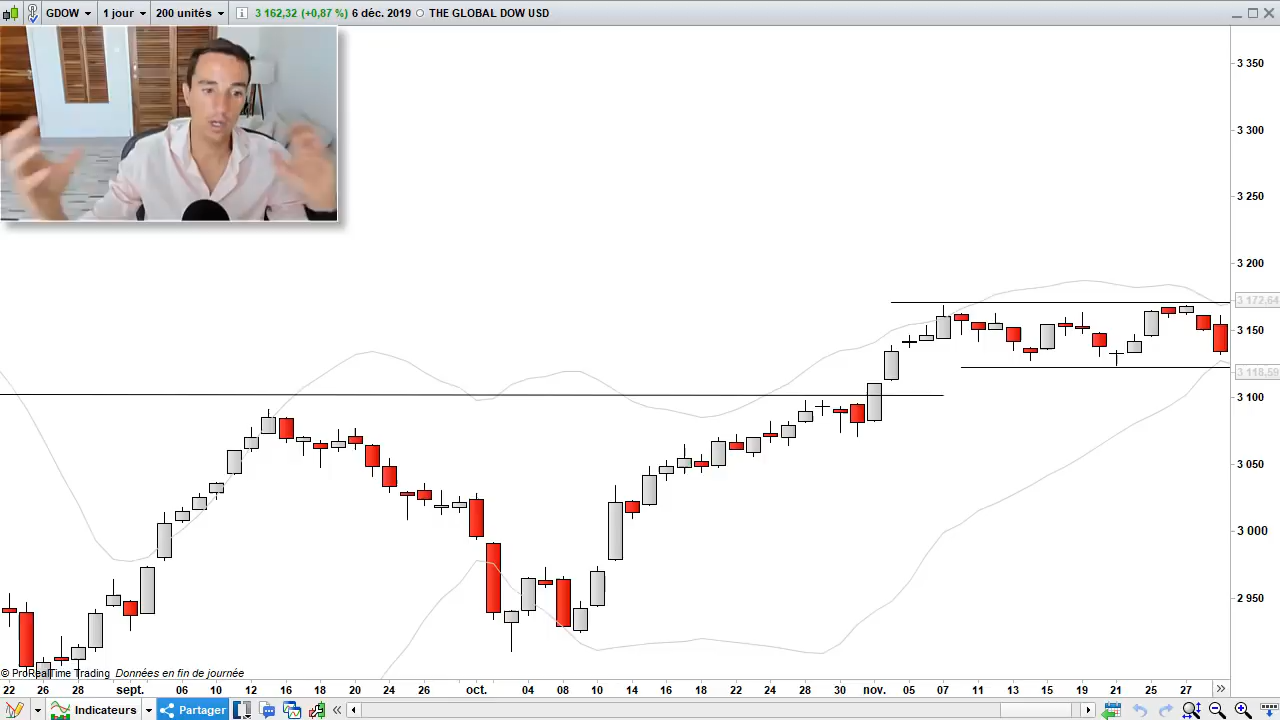 GDOW 1 jour 200 unités i 3 162,32 (+0,87 %) 6 déc. 2019 THE GLOBAL DOW USD
3 350
3 300
3 250
3 200
3 172,64
3 150
3 118,59
3 100
3 050
3 000
2 950
© ProRealTime Trading Données en fin de journée
22 26 28 sept. 06 10 12 16 18 20 24 26 oct. 04 08 10 14 16 18 22 24 28 30 nov. 05 07 11 13 15 19 21 25 27 »
Indicateurs Partager «